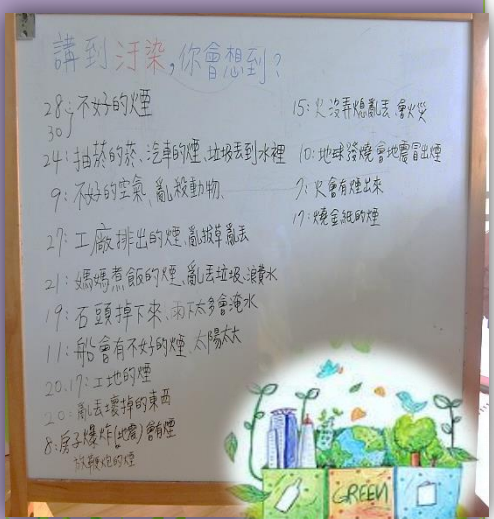 講到汙染,你會想到?
28、30:不好的煙
24:抽菸的菸、汽車的煙、垃圾丟到水裡
9:不好的空氣、亂殺動物、
27:工廠排出的煙、亂拔草亂丟
21:媽媽煮飯的煙、亂丟垃圾、浪費水
19:石頭掉下來、雨下太多會淹水
11:船會有不好的煙、太陽太大
20.17:工地的煙
20:亂丟壞掉的東西
8:房子爆炸(地震)會有煙
放鞭炮的煙
15:火沒弄熄亂丟 會火災
10:地球發燒會地震冒出煙
7:火會有煙出來
17:燒金紙的煙
GREEN